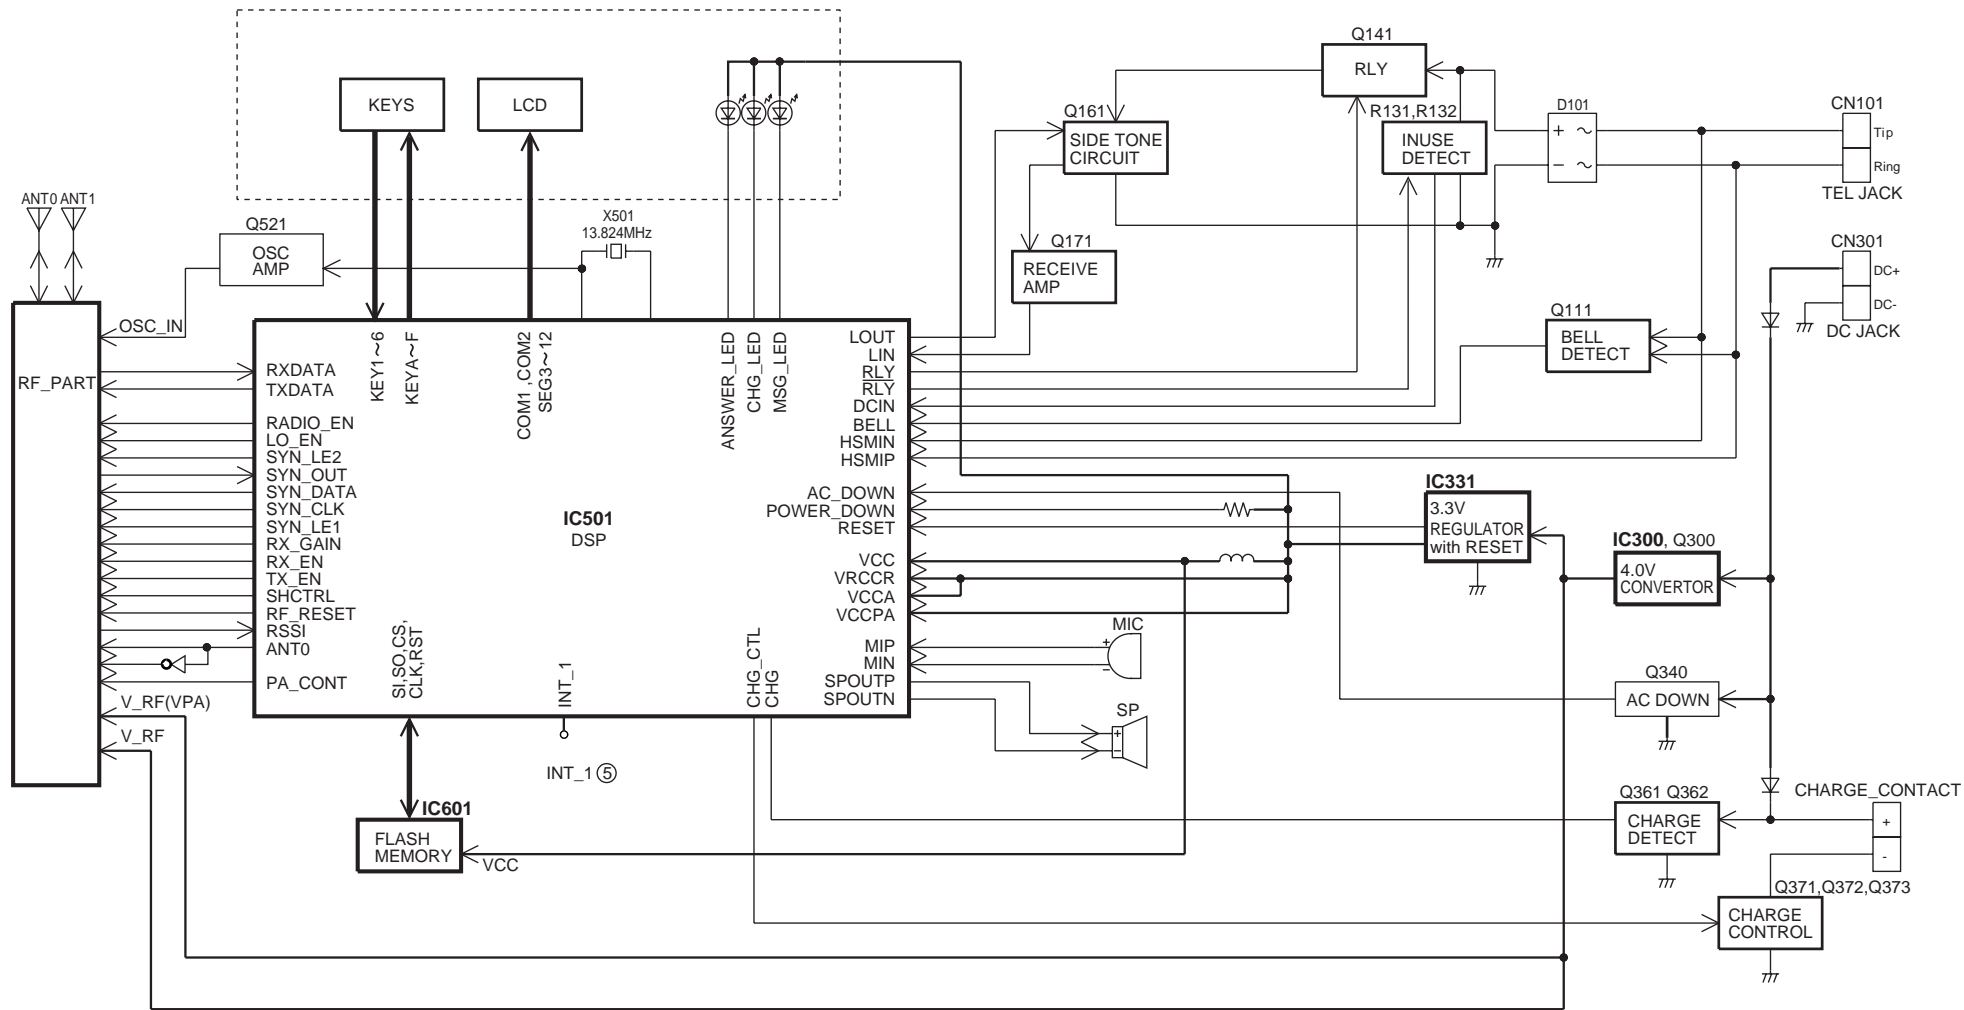 Q141
RLY
KEYS
LCD
D101
CN101
Tip
Ring
TEL JACK
+
~
−
~
R131,R132
INUSE
DETECT
Q161
SIDE TONE
CIRCUIT
ANT0 ANT1
Q521
OSC
AMP
X501
13.824MHz
Q171
RECEIVE
AMP
CN301
DC+
DC-
DC JACK
Q111
BELL
DETECT
OSC_IN
RF_PART
KEY1~6
KEYA~F
COM1 ,COM2
SEG3~12
ANSWER_LED
CHG_LED
MSG_LED
RXDATA
TXDATA
RADIO_EN
LO_EN
SYN_LE2
SYN_OUT
SYN_DATA
SYN_CLK
SYN_LE1
RX_GAIN
RX_EN
TX_EN
SHCTRL
RF_RESET
RSSI
ANT0
PA_CONT
V_RF(VPA)
V_RF
IC501
DSP
LOUT
LIN
RLY
RLY
DCIN
BELL
HSMIN
HSMIP
AC_DOWN
POWER_DOWN
RESET
VCC
VRCCR
VCCA
VCCPA
MIP
MIN
SPOUTP
SPOUTN
SI,SO,CS,
CLK,RST
INT_1
CHG_CTL
CHG
IC331
3.3V
REGULATOR
with RESET
IC300, Q300
4.0V
CONVERTOR
MIC
+
−
SP
+
−
Q340
AC DOWN
INT_1 ⑤
IC601
FLASH
MEMORY
VCC
Q361 Q362
CHARGE
DETECT
CHARGE_CONTACT
+
-
Q371,Q372,Q373
CHARGE
CONTROL